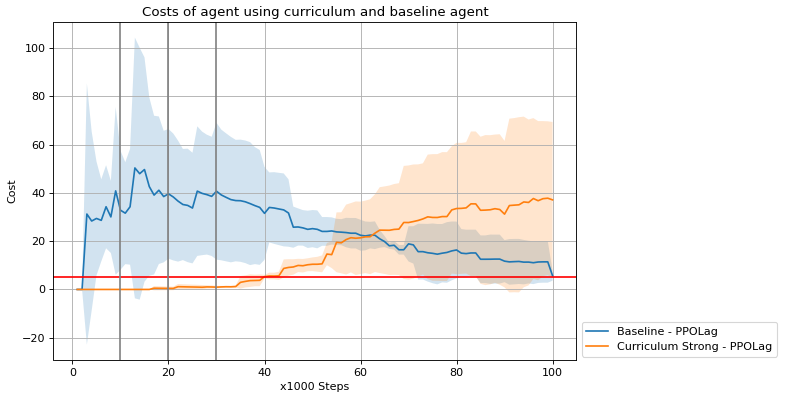 Costs of agent using curriculum and baseline agent
Cost
100
80
60
40
20
0
−20
0 20 40 60 80 100
x1000 Steps
Baseline - PPOLag
Curriculum Strong - PPOLag